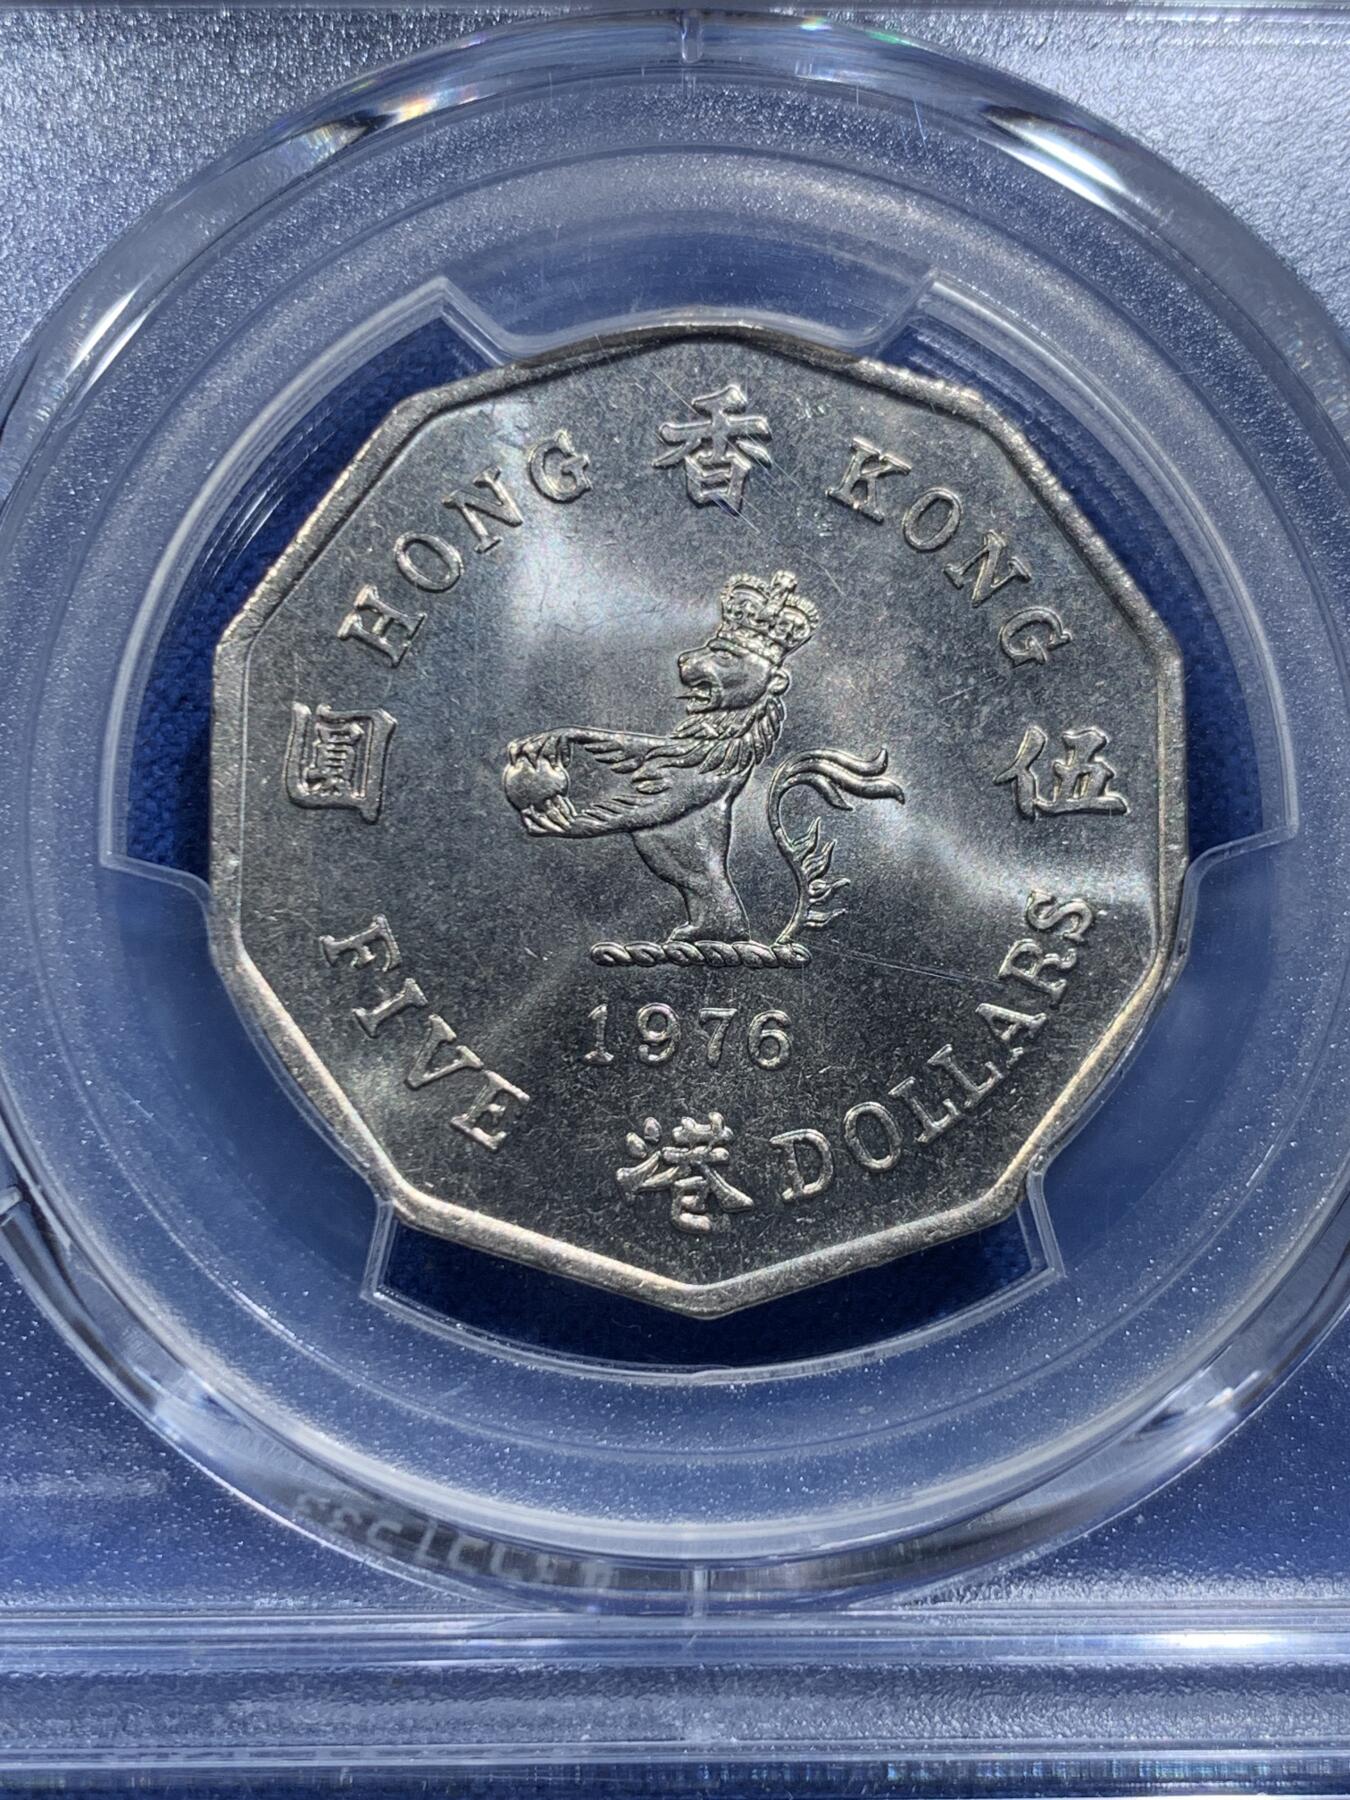 香
HONG KONG
圓 伍
1976
FIVE DOLLARS
港